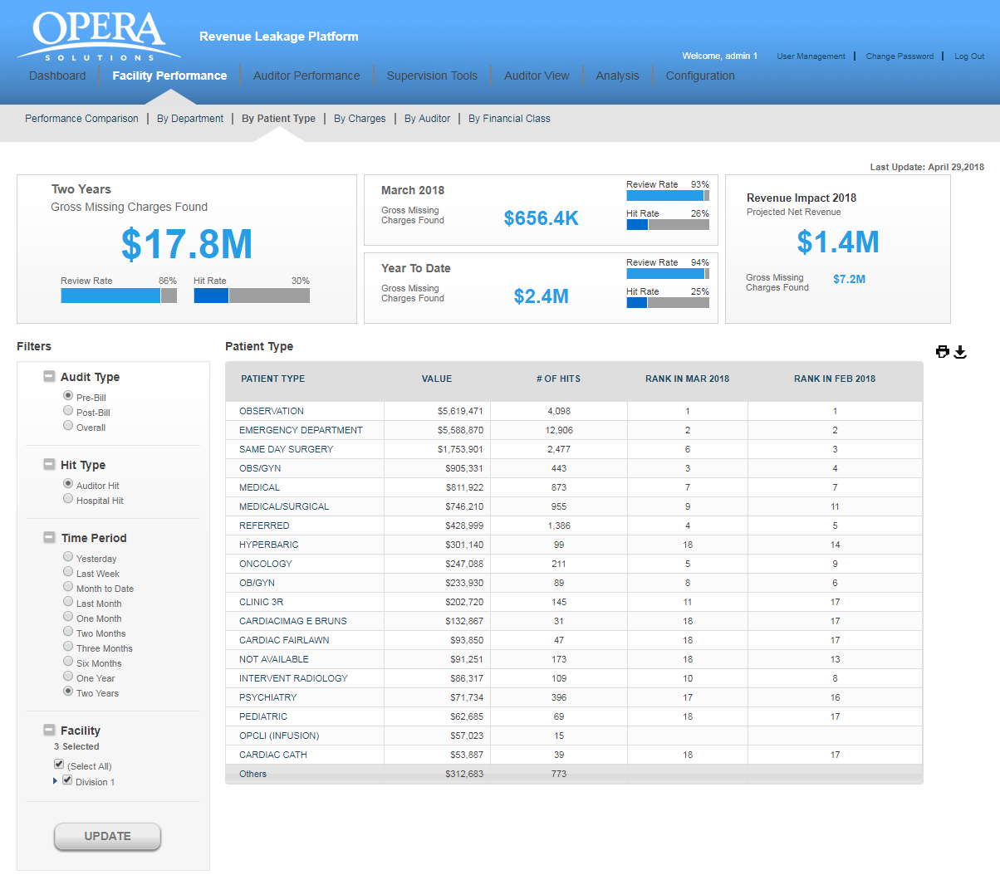 OPERA
SOLUTIONS
Revenue Leakage Platform
Welcome, admin 1 User Management | Change Password | Log Out
Dashboard Facility Performance Auditor Performance Supervision Tools Auditor View Analysis Configuration
Performance Comparison | By Department | By Patient Type | By Charges | By Auditor | By Financial Class
Last Update: April 29,2018
Two Years
Gross Missing Charges Found
$17.8M
Review Rate 86% Hit Rate 30%
March 2018
Gross Missing
Charges Found
$656.4K
Review Rate 93%
Hit Rate 26%
Year To Date
Gross Missing
Charges Found
$2.4M
Review Rate 94%
Hit Rate 25%
Revenue Impact 2018
Projected Net Revenue
$1.4M
Gross Missing
Charges Found
$7.2M
Filters
Audit Type
Pre-Bill
Post-Bill
Overall
Hit Type
Auditor Hit
Hospital Hit
Time Period
Yesterday
Last Week
Month to Date
Last Month
One Month
Two Months
Three Months
Six Months
One Year
Two Years
Facility
3 Selected
(Select All)
Division 1
UPDATE
Patient Type
PATIENT TYPE VALUE # OF HITS RANK IN MAR 2018 RANK IN FEB 2018
OBSERVATION $5,619,471 4,098 1 1
EMERGENCY DEPARTMENT $5,588,870 12,906 2 2
SAME DAY SURGERY $1,753,901 2,477 6 3
OBS/GYN $905,331 443 3 4
MEDICAL $811,922 873 7 7
MEDICAL/SURGICAL $746,210 955 9 11
REFERRED $428,999 1,386 4 5
HYPERBARIC $301,140 99 18 14
ONCOLOGY $247,088 211 5 9
OB/GYN $233,930 89 8 6
CLINIC 3R $202,720 145 11 17
CARDIACIMAG E BRUNS $132,867 31 18 17
CARDIAC FAIRLAWN $93,850 47 18 17
NOT AVAILABLE $91,251 173 18 13
INTERVENT RADIOLOGY $86,317 109 10 8
PSYCHIATRY $71,734 396 17 16
PEDIATRIC $62,685 69 18 17
OPCLI (INFUSION) $57,023 15
CARDIAC CATH $53,887 39 18 17
Others $312,683 773